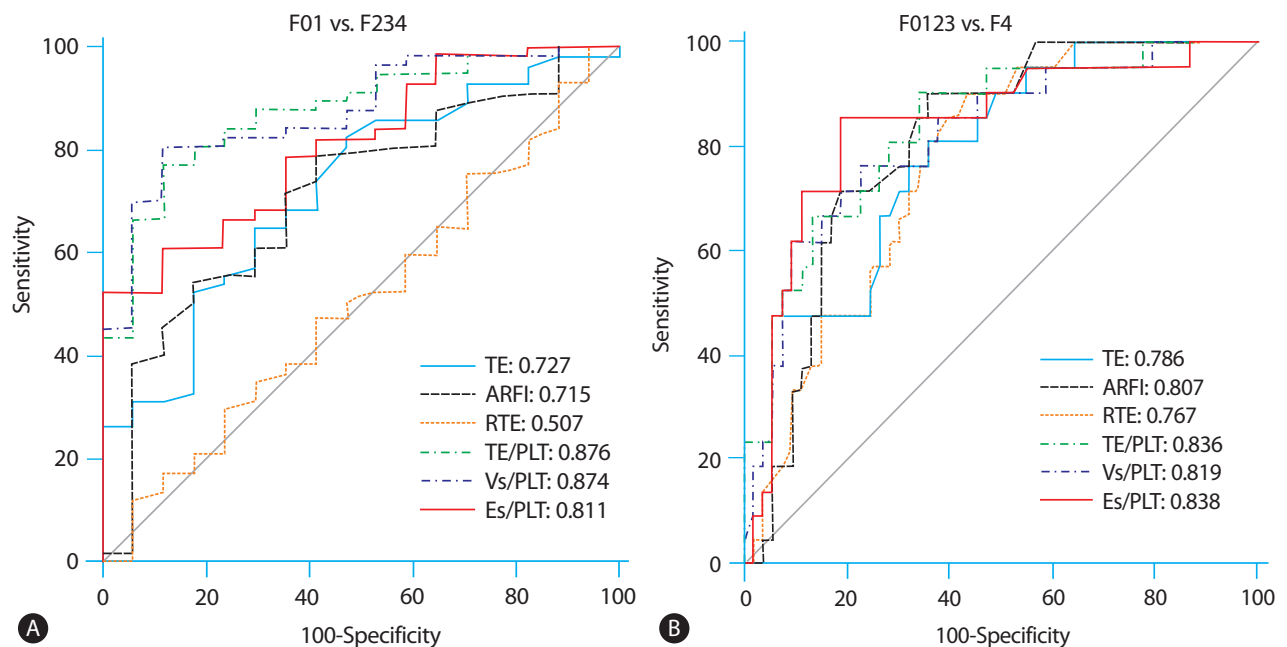 F01 vs. F234
100
80
60
40
20
0
Sensitivity
TE: 0.727
ARFI: 0.715
RTE: 0.507
TE/PLT: 0.876
Vs/PLT: 0.874
Es/PLT: 0.811
0 20 40 60 80 100
100-Specificity
A
F0123 vs. F4
100
80
60
40
20
0
Sensitivity
TE: 0.786
ARFI: 0.807
RTE: 0.767
TE/PLT: 0.836
Vs/PLT: 0.819
Es/PLT: 0.838
0 20 40 60 80 100
100-Specificity
B